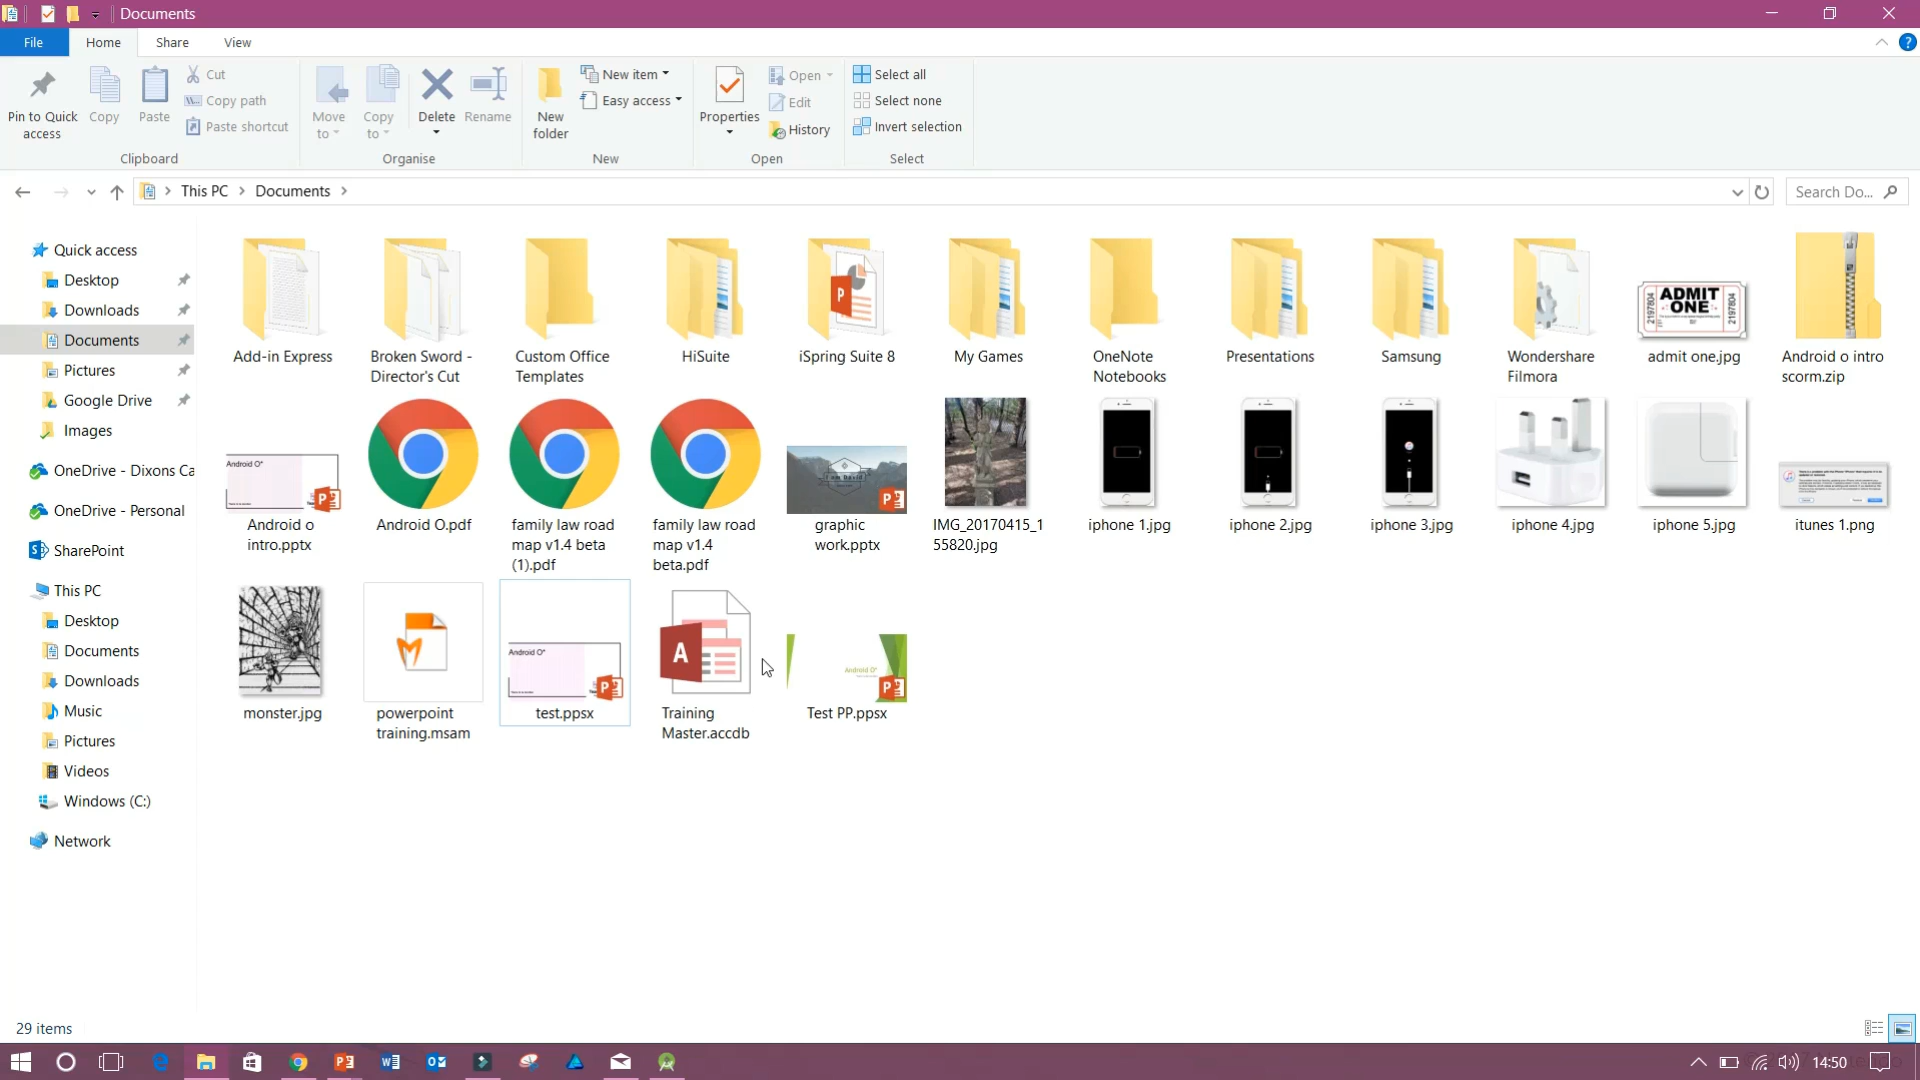 Documents
File Home Share View
Pin to Quick access
Copy
Paste
Cut
Copy path
Paste shortcut
Clipboard
Move to
Copy to
Delete
Rename
Organise
New folder
New item
Easy access
New
Properties
Open
Edit
History
Open
Select all
Select none
Invert selection
Select
This PC Documents
Search Do...
Quick access
Desktop
Downloads
Documents
Pictures
Google Drive
Images
OneDrive - Dixons Ca
OneDrive - Personal
SharePoint
This PC
Desktop
Documents
Downloads
Music
Pictures
Videos
Windows (C:)
Network
ADMIT
ONE
2197804
2197804
Add-in Express
Broken Sword -
Director's Cut
Custom Office
Templates
HiSuite
iSpring Suite 8
My Games
OneNote
Notebooks
Presentations
Samsung
Wondershare
Filmora
admit one.jpg
Android o intro
scorm.zip
Android O"
Android o
intro.pptx
Android O.pdf
family law road
map v1.4 beta
(1).pdf
family law road
map v1.4
beta.pdf
graphic
work.pptx
IMG_20170415_1
55820.jpg
iphone 1.jpg
iphone 2.jpg
iphone 3.jpg
iphone 4.jpg
iphone 5.jpg
itunes 1.png
monster.jpg
powerpoint
training.msam
Android O"
test.ppsx
Training
Master.accdb
Android O"
Test PP.ppsx
29 items
14:50